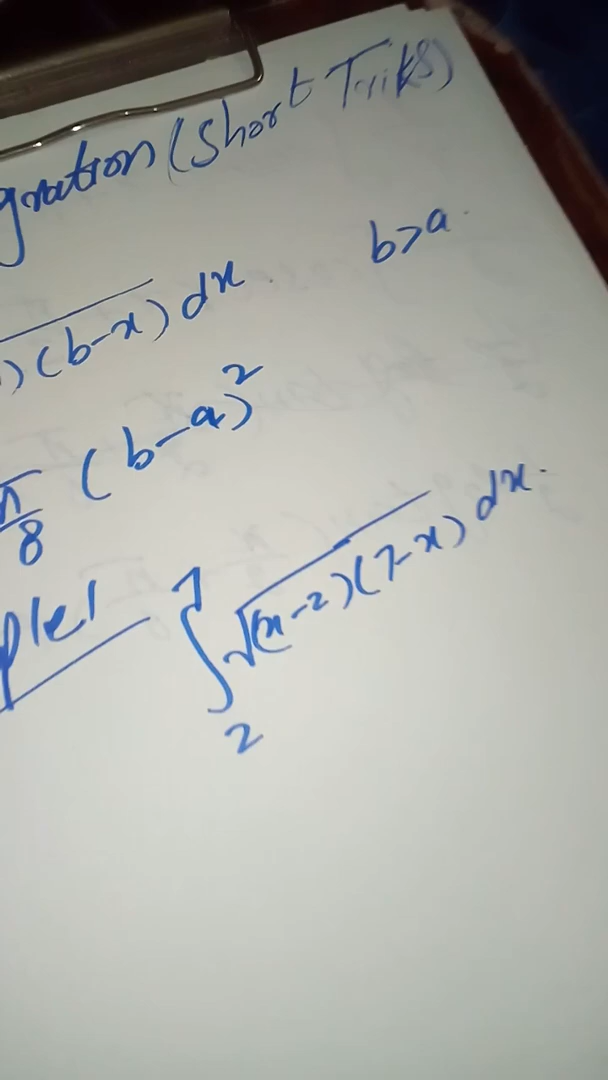 gration (Short Triks)
)(b-x) dx b>a.
π/8 (b-a)²
ple1 ∫₂⁷ √(x-2)(7-x) dx.